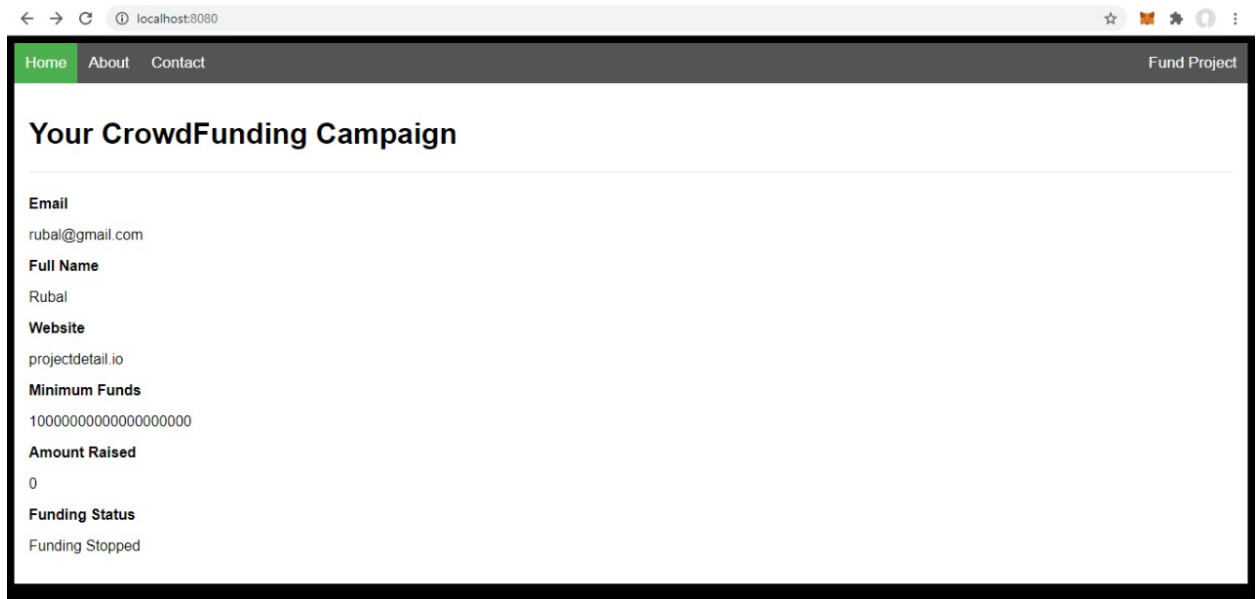 localhost:8080
Home About Contact Fund Project
Your CrowdFunding Campaign
Email
rubal@gmail.com
Full Name
Rubal
Website
projectdetail.io
Minimum Funds
10000000000000000000
Amount Raised
0
Funding Status
Funding Stopped